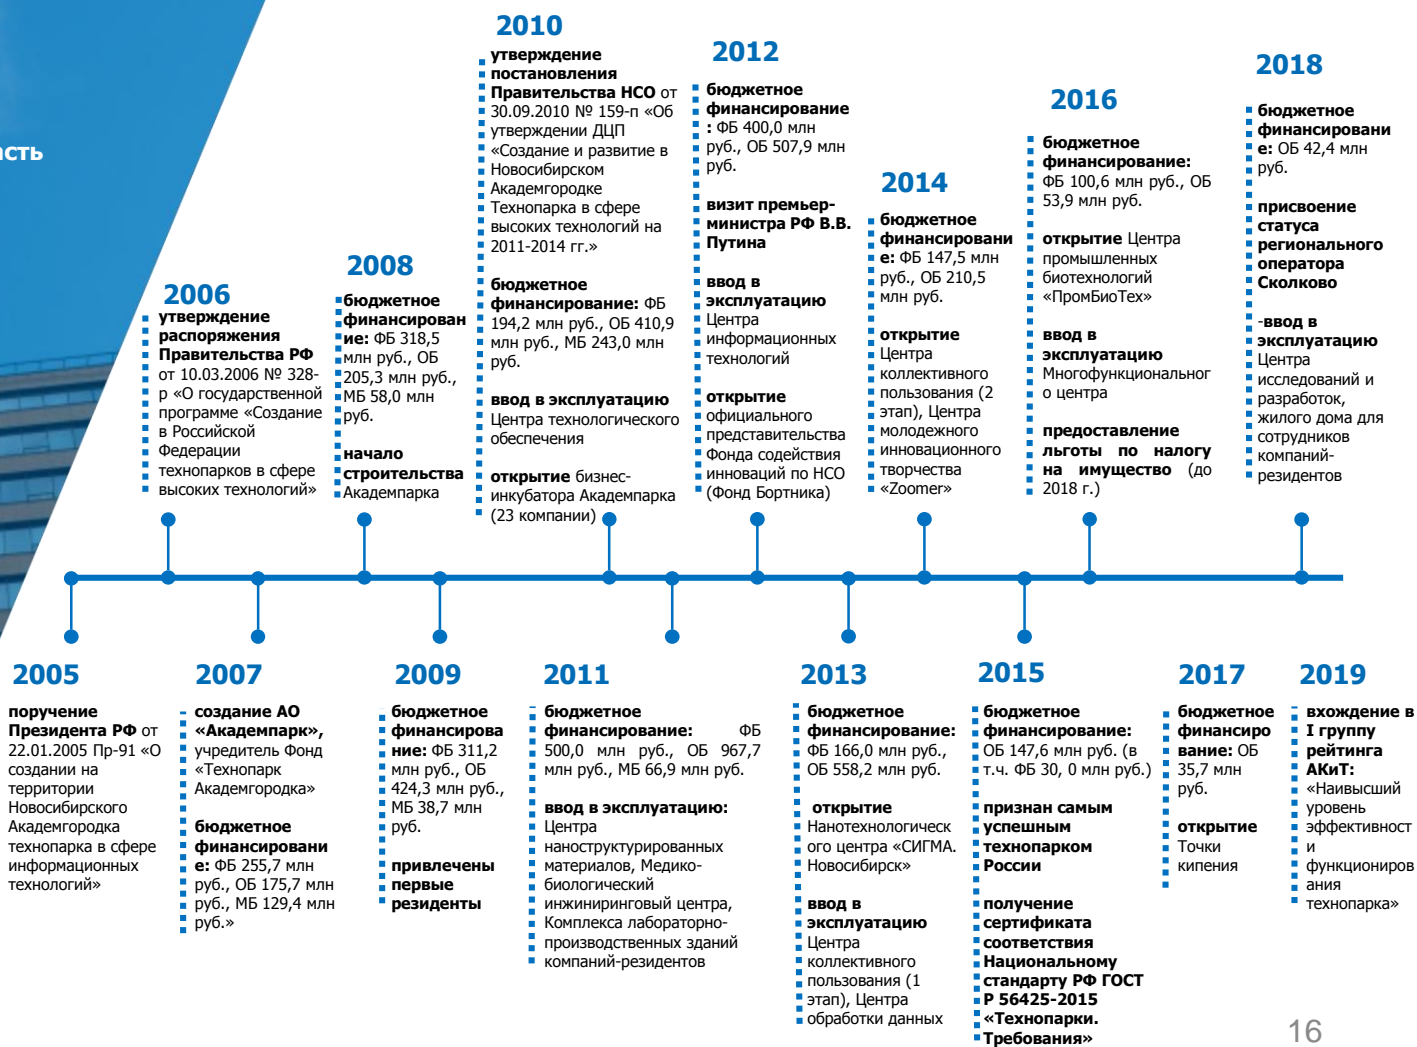 асть
2010
утверждение
постановления
Правительства НСО от
30.09.2010 № 159-п «Об
утверждении ДЦП
«Создание и развитие в
Новосибирском
Академгородке
Технопарка в сфере
высоких технологий на
2011-2014 гг.»
бюджетное
финансирование: ФБ
194,2 млн руб., ОБ 410,9
млн руб., МБ 243,0 млн
руб.
ввод в эксплуатацию
Центра технологического
обеспечения
открытие бизнес-
инкубатора Академпарка
(23 компании)
2012
бюджетное
финансирование
: ФБ 400,0 млн
руб., ОБ 507,9 млн
руб.
визит премьер-
министра РФ В.В.
Путина
ввод в
эксплуатацию
Центра
информационных
технологий
открытие
официального
представительства
Фонда содействия
инноваций по НСО
(Фонд Бортника)
2018
бюджетное
финансировани
е: ОБ 42,4 млн
руб.
присвоение
статуса
регионального
оператора
Сколково
-ввод в
эксплуатацию
Центра
исследований и
разработок,
жилого дома для
сотрудников
компаний-
резидентов
2016
бюджетное
финансирование:
ФБ 100,6 млн руб., ОБ
53,9 млн руб.
открытие Центра
промышленных
биотехнологий
«ПромБиоТех»
ввод в
эксплуатацию
Многофункциональног
о центра
предоставление
льготы по налогу
на имущество (до
2018 г.)
2014
бюджетное
финансировани
е: ФБ 147,5 млн
руб., ОБ 210,5
млн руб.
открытие
Центра
коллективного
пользования (2
этап), Центра
молодежного
инновационного
творчества
«Zoomer»
2008
бюджетное
финансирован
ие: ФБ 318,5
млн руб., ОБ
205,3 млн руб.,
МБ 58,0 млн
руб.
начало
строительства
Академпарка
2006
утверждение
распоряжения
Правительства РФ
от 10.03.2006 № 328-
р «О государственной
программе «Создание
в Российской
Федерации
технопарков в сфере
высоких технологий»
2005
поручение
Президента РФ от
22.01.2005 Пр-91 «О
создании на
территории
Новосибирского
Академгородка
технопарка в сфере
информационных
технологий»
2007
создание АО
«Академпарк»,
учредитель Фонд
«Технопарк
Академгородка»
бюджетное
финансировани
е: ФБ 255,7 млн
руб., ОБ 175,7 млн
руб., МБ 129,4 млн
руб.»
2009
бюджетное
финансирова
ние: ФБ 311,2
млн руб., ОБ
424,3 млн руб.,
МБ 38,7 млн
руб.
привлечены
первые
резиденты
2011
бюджетное
финансирование: ФБ
500,0 млн руб., ОБ 967,7
млн руб., МБ 66,9 млн руб.
ввод в эксплуатацию:
Центра
наноструктурированных
материалов, Медико-
биологический
инжиниринговый центра,
Комплекса лабораторно-
производственных зданий
компаний-резидентов
2013
бюджетное
финансирование:
ФБ 166,0 млн руб.,
ОБ 558,2 млн руб.
открытие
Нанотехнологическ
ого центра «СИГМА.
Новосибирск»
ввод в
эксплуатацию
Центра
коллективного
пользования (1
этап), Центра
обработки данных
2015
бюджетное
финансирование:
ОБ 147,6 млн руб. (в
т.ч. ФБ 30, 0 млн руб.)
признан самым
успешным
технопарком
России
получение
сертификата
соответствия
Национальному
стандарту РФ ГОСТ
Р 56425-2015
«Технопарки.
Требования»
2017
бюджетное
финансиро
вание: ОБ
35,7 млн
руб.
открытие
Точки
кипения
2019
вхождение в
I группу
рейтинга
АКиТ:
«Наивысший
уровень
эффективност
и
функциониров
ания
технопарка»
16